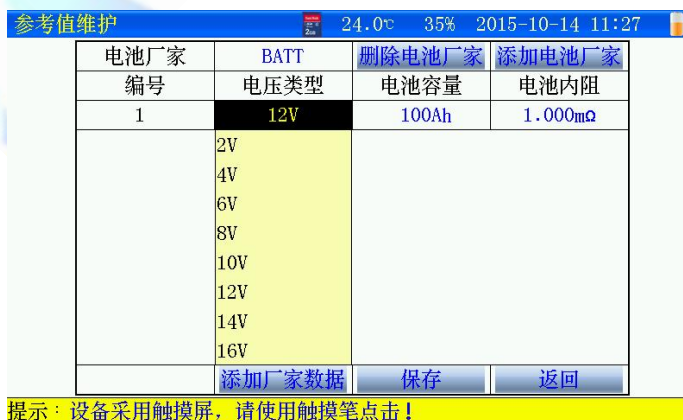 参考值维护 24.0℃ 35% 2015-10-14 11:27
电池厂家 BATT 删除电池厂家 添加电池厂家
编号 电压类型 电池容量 电池内阻
1 12V 100Ah 1.000mΩ
2V
4V
6V
8V
10V
12V
14V
16V
添加厂家数据 保存 返回
提示：设备采用触摸屏，请使用触摸笔点击！